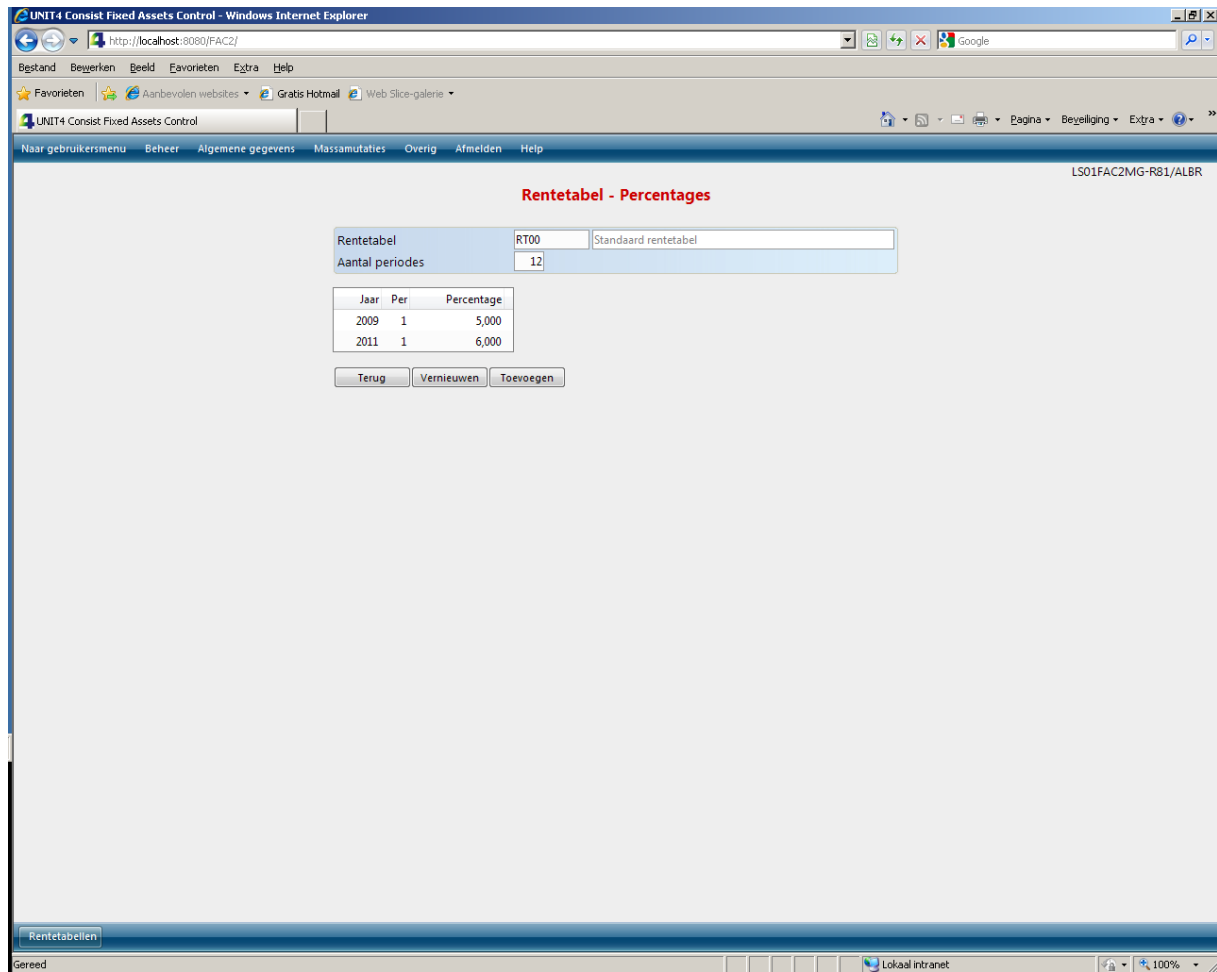 UNIT4 Consist Fixed Assets Control - Windows Internet Explorer
http://localhost:8080/FAC2/
Google
Bestand Bewerken Beeld Favorieten Extra Help
Favorieten Aanbevolen websites Gratis Hotmail Web Slice-galerie
UNIT4 Consist Fixed Assets Control
Pagina Beveiliging Extra
Naar gebruikersmenu Beheer Algemene gegevens Massamutaties Overig Afmelden Help
LS01FAC2MG-R81/ALBR
Rentetabel - Percentages
Rentetabel RT00 Standaard rentetabel
Aantal periodes 12
Jaar Per Percentage
2009 1 5,000
2011 1 6,000
Terug Vernieuwen Toevoegen
Rentetabellen
Gereed Lokaal intranet 100%